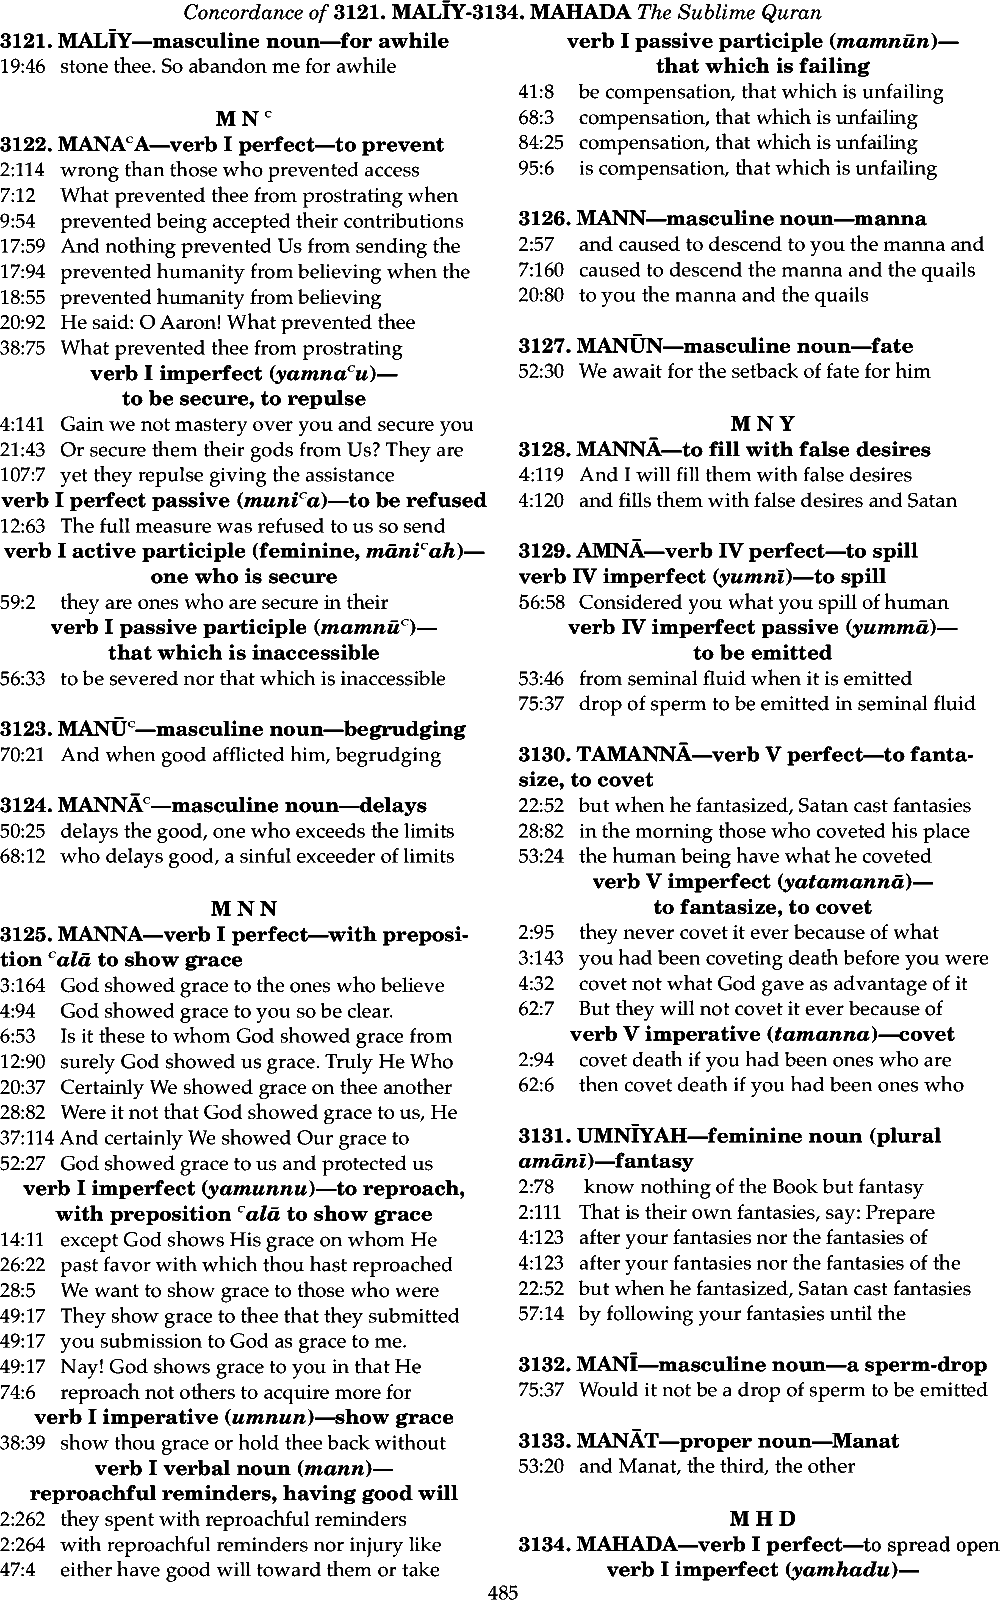 Concordance of 3121. MALĪY-3134. MAHADA The Sublime Quran
3121. MALĪY—masculine noun—for awhile
19:46 stone thee. So abandon me for awhile
M N ᶜ
3122. MANAᶜA—verb I perfect—to prevent
2:114 wrong than those who prevented access
7:12 What prevented thee from prostrating when
9:54 prevented being accepted their contributions
17:59 And nothing prevented Us from sending the
17:94 prevented humanity from believing when the
18:55 prevented humanity from believing
20:92 He said: O Aaron! What prevented thee
38:75 What prevented thee from prostrating
verb I imperfect (yamnaᶜu)—
to be secure, to repulse
4:141 Gain we not mastery over you and secure you
21:43 Or secure them their gods from Us? They are
107:7 yet they repulse giving the assistance
verb I perfect passive (muniᶜa)—to be refused
12:63 The full measure was refused to us so send
verb I active participle (feminine, māniᶜah)—
one who is secure
59:2 they are ones who are secure in their
verb I passive participle (mamnūᶜ)—
that which is inaccessible
56:33 to be severed nor that which is inaccessible
3123. MANŪᶜ—masculine noun—begrudging
70:21 And when good afflicted him, begrudging
3124. MANNĀᶜ—masculine noun—delays
50:25 delays the good, one who exceeds the limits
68:12 who delays good, a sinful exceeder of limits
M N N
3125. MANNA—verb I perfect—with preposi-
tion ᶜalā to show grace
3:164 God showed grace to the ones who believe
4:94 God showed grace to you so be clear.
6:53 Is it these to whom God showed grace from
12:90 surely God showed us grace. Truly He Who
20:37 Certainly We showed grace on thee another
28:82 Were it not that God showed grace to us, He
37:114 And certainly We showed Our grace to
52:27 God showed grace to us and protected us
verb I imperfect (yamunnu)—to reproach,
with preposition ᶜalā to show grace
14:11 except God shows His grace on whom He
26:22 past favor with which thou hast reproached
28:5 We want to show grace to those who were
49:17 They show grace to thee that they submitted
49:17 you submission to God as grace to me.
49:17 Nay! God shows grace to you in that He
74:6 reproach not others to acquire more for
verb I imperative (umnun)—show grace
38:39 show thou grace or hold thee back without
verb I verbal noun (mann)—
reproachful reminders, having good will
2:262 they spent with reproachful reminders
2:264 with reproachful reminders nor injury like
47:4 either have good will toward them or take
verb I passive participle (mamnūn)—
that which is failing
41:8 be compensation, that which is unfailing
68:3 compensation, that which is unfailing
84:25 compensation, that which is unfailing
95:6 is compensation, that which is unfailing
3126. MANN—masculine noun—manna
2:57 and caused to descend to you the manna and
7:160 caused to descend the manna and the quails
20:80 to you the manna and the quails
3127. MANŪN—masculine noun—fate
52:30 We await for the setback of fate for him
M N Y
3128. MANNĀ—to fill with false desires
4:119 And I will fill them with false desires
4:120 and fills them with false desires and Satan
3129. AMNĀ—verb IV perfect—to spill
verb IV imperfect (yumnī)—to spill
56:58 Considered you what you spill of human
verb IV imperfect passive (yummā)—
to be emitted
53:46 from seminal fluid when it is emitted
75:37 drop of sperm to be emitted in seminal fluid
3130. TAMANNĀ—verb V perfect—to fanta-
size, to covet
22:52 but when he fantasized, Satan cast fantasies
28:82 in the morning those who coveted his place
53:24 the human being have what he coveted
verb V imperfect (yatamannā)—
to fantasize, to covet
2:95 they never covet it ever because of what
3:143 you had been coveting death before you were
4:32 covet not what God gave as advantage of it
62:7 But they will not covet it ever because of
verb V imperative (tamanna)—covet
2:94 covet death if you had been ones who are
62:6 then covet death if you had been ones who
3131. UMNĪYAH—feminine noun (plural
amānī)—fantasy
2:78 know nothing of the Book but fantasy
2:111 That is their own fantasies, say: Prepare
4:123 after your fantasies nor the fantasies of
4:123 after your fantasies nor the fantasies of the
22:52 but when he fantasized, Satan cast fantasies
57:14 by following your fantasies until the
3132. MANĪ—masculine noun—a sperm-drop
75:37 Would it not be a drop of sperm to be emitted
3133. MANĀT—proper noun—Manat
53:20 and Manat, the third, the other
M H D
3134. MAHADA—verb I perfect—to spread open
verb I imperfect (yamhadu)—
485